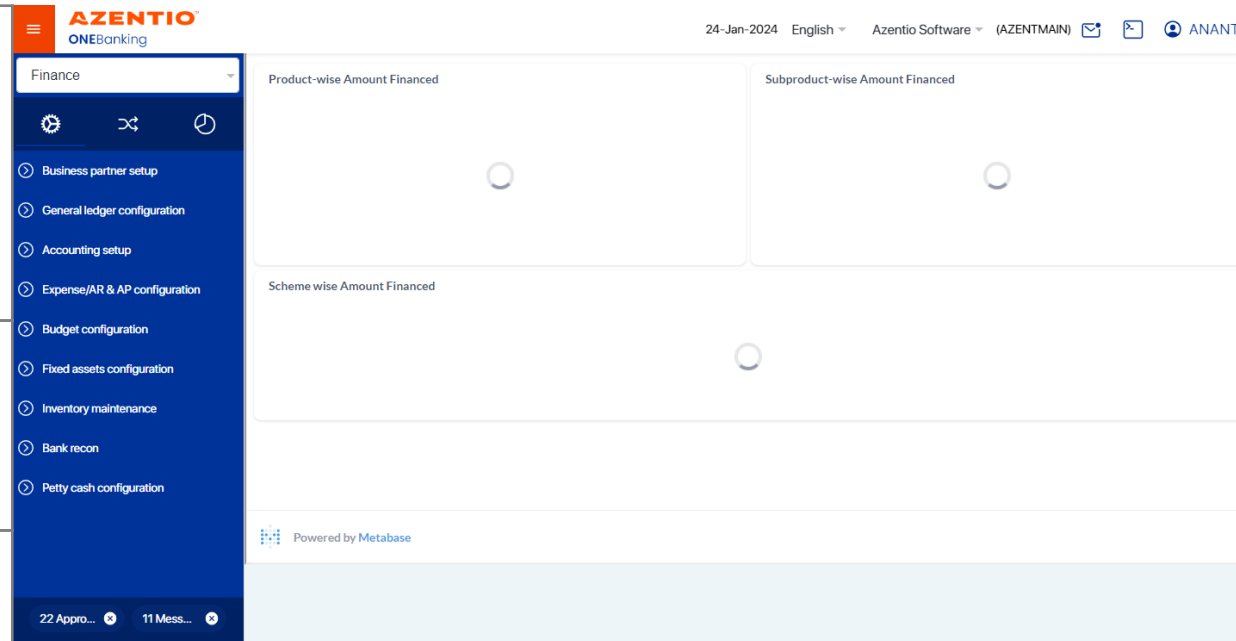 AZENTIO™
ONEBanking
24-Jan-2024 English Azentio Software (AZENTMAIN) ANANT
Finance
Business partner setup
General ledger configuration
Accounting setup
Expense/AR & AP configuration
Budget configuration
Fixed assets configuration
Inventory maintenance
Bank recon
Petty cash configuration
22 Appro... 11 Mess...
Product-wise Amount Financed
Subproduct-wise Amount Financed
Scheme wise Amount Financed
Powered by Metabase